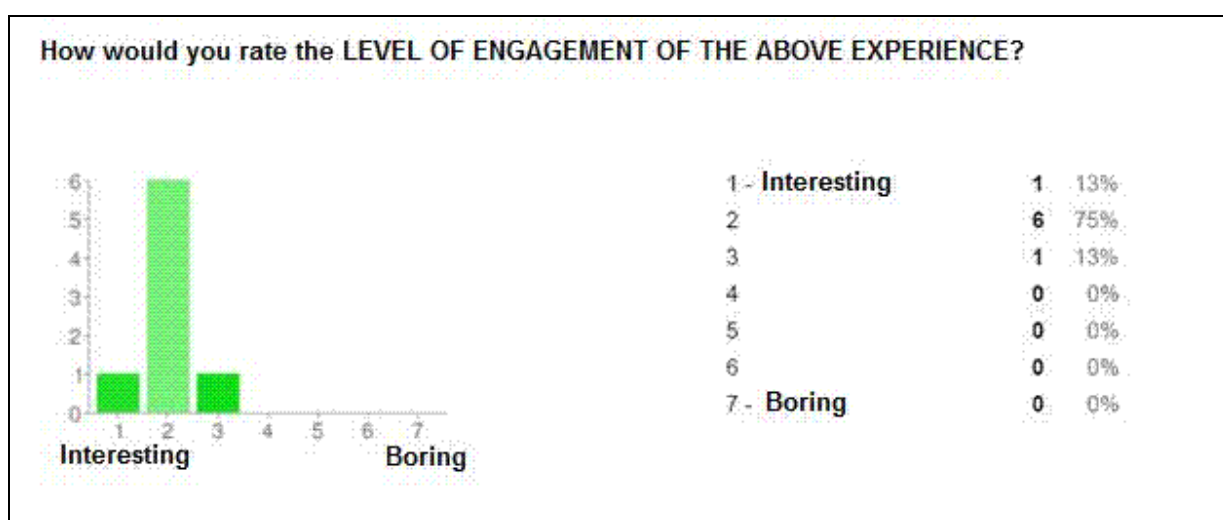 How would you rate the LEVEL OF ENGAGEMENT OF THE ABOVE EXPERIENCE?
6
5
4
3
2
1
0
1 2 3 4 5 6 7
Interesting Boring
1 - Interesting 1 13%
2 6 75%
3 1 13%
4 0 0%
5 0 0%
6 0 0%
7 - Boring 0 0%